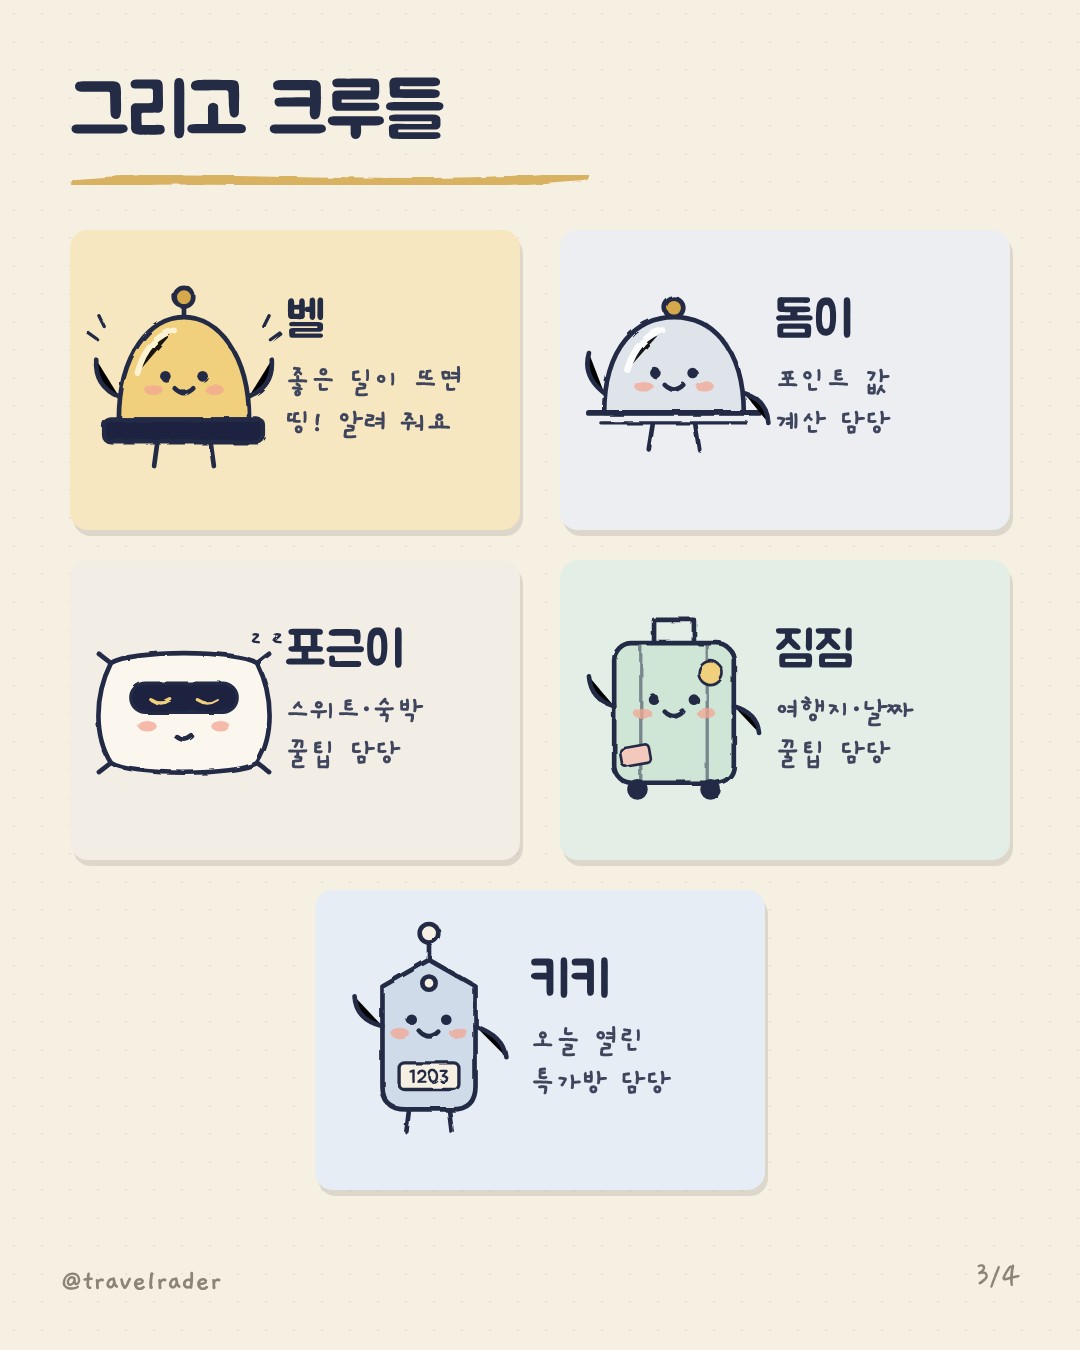 그리고 크루들
벨
좋은 딜이 뜨면
띵! 알려 줘요
돔이
포인트 값
계산 담당
z z
포근이
스위트·숙박
꿀팁 담당
짐짐
여행지·날짜
꿀팁 담당
키키
오늘 열린
특가방 담당
1203
@travelrader
3/4